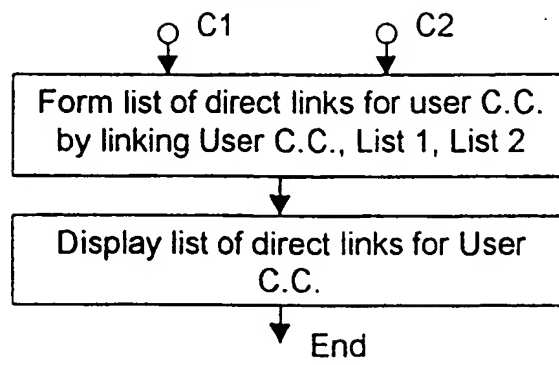 C1 C2
Form list of direct links for user C.C.
by linking User C.C., List 1, List 2
Display list of direct links for User
C.C.
End